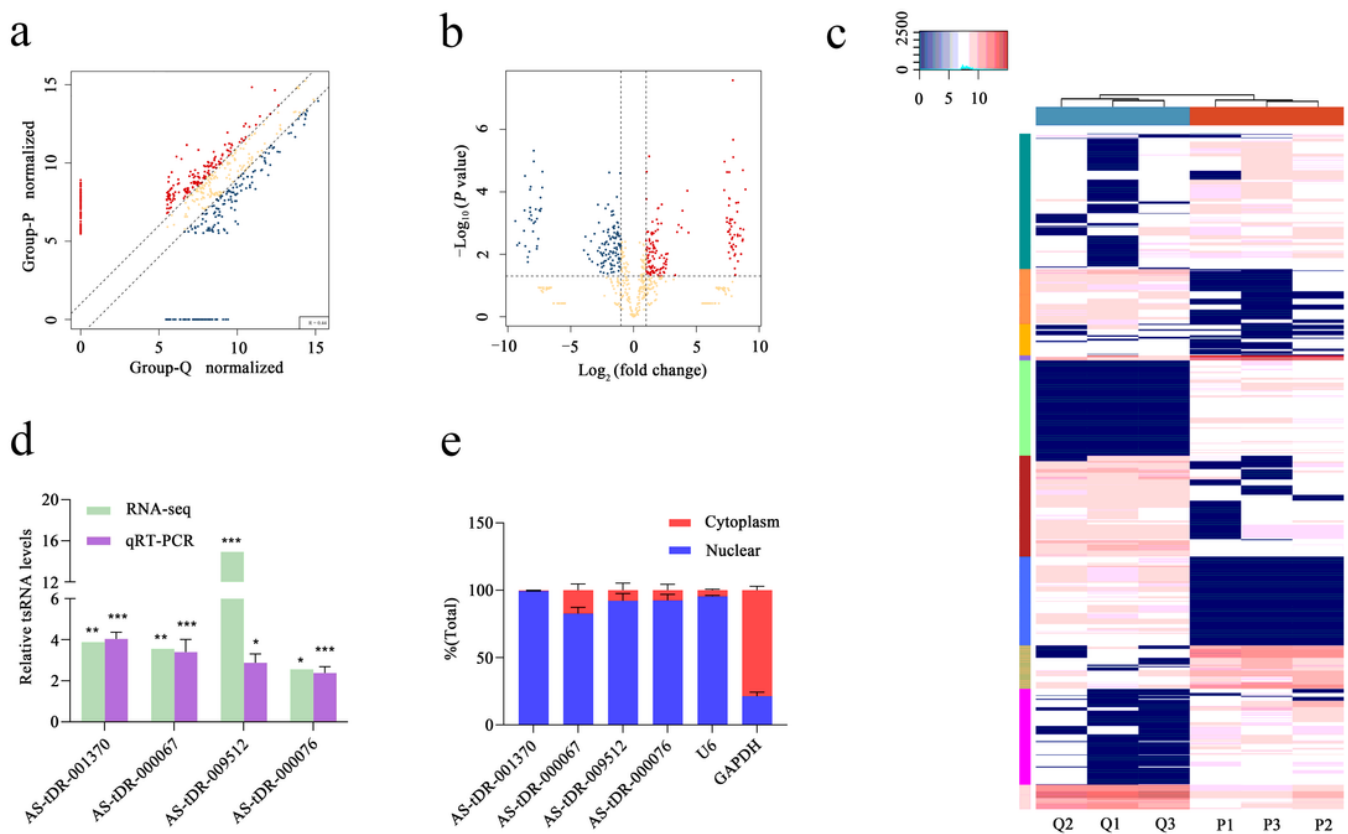 a
15
10
5
0
Group-P normalized
0
5
10
15
Group-Q normalized
b
6
4
2
0
−Log10 (P value)
−10
−5
0
5
10
Log2 (fold change)
c
2500
0
0
5
10
Q2
Q1
Q3
P1
P3
P2
d
RNA-seq
qRT-PCR
Relative tsRNA levels
20
16
12
6
4
2
0
**
***
**
***
***
*
*
***
AS-tDR-001370
AS-tDR-000067
AS-tDR-009512
AS-tDR-000076
e
Cytoplasm
Nuclear
%(Total)
150
100
50
0
AS-tDR-001370
AS-tDR-000067
AS-tDR-009512
AS-tDR-000076
U6
GAPDH